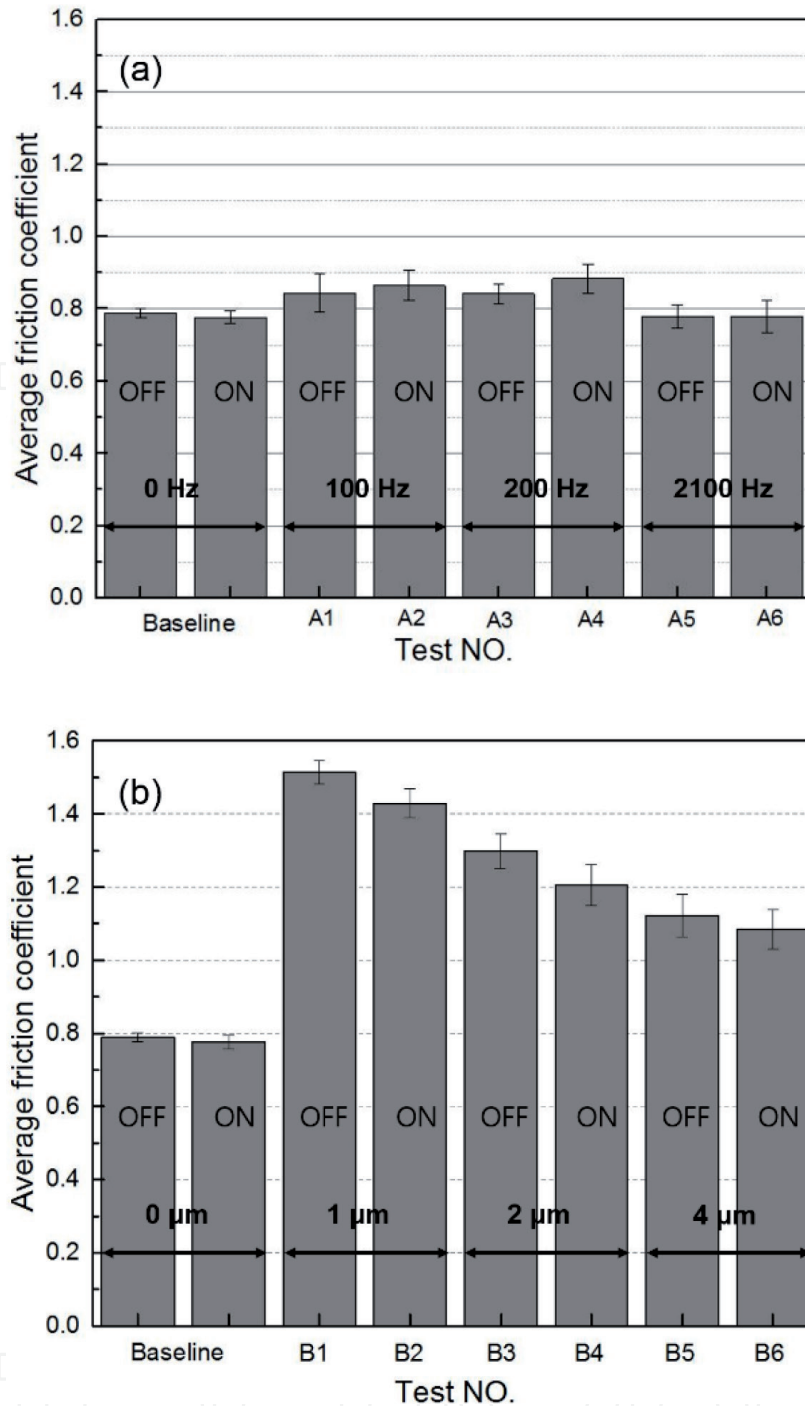 (a)
Average friction coefficient
1.6
1.4
1.2
1.0
0.8
0.6
0.4
0.2
0.0
OFF ON OFF ON OFF ON OFF ON
0 Hz 100 Hz 200 Hz 2100 Hz
Baseline A1 A2 A3 A4 A5 A6
Test NO.
(b)
Average friction coefficient
1.6
1.4
1.2
1.0
0.8
0.6
0.4
0.2
0.0
OFF ON OFF ON OFF ON OFF ON
0 μm 1 μm 2 μm 4 μm
Baseline B1 B2 B3 B4 B5 B6
Test NO.